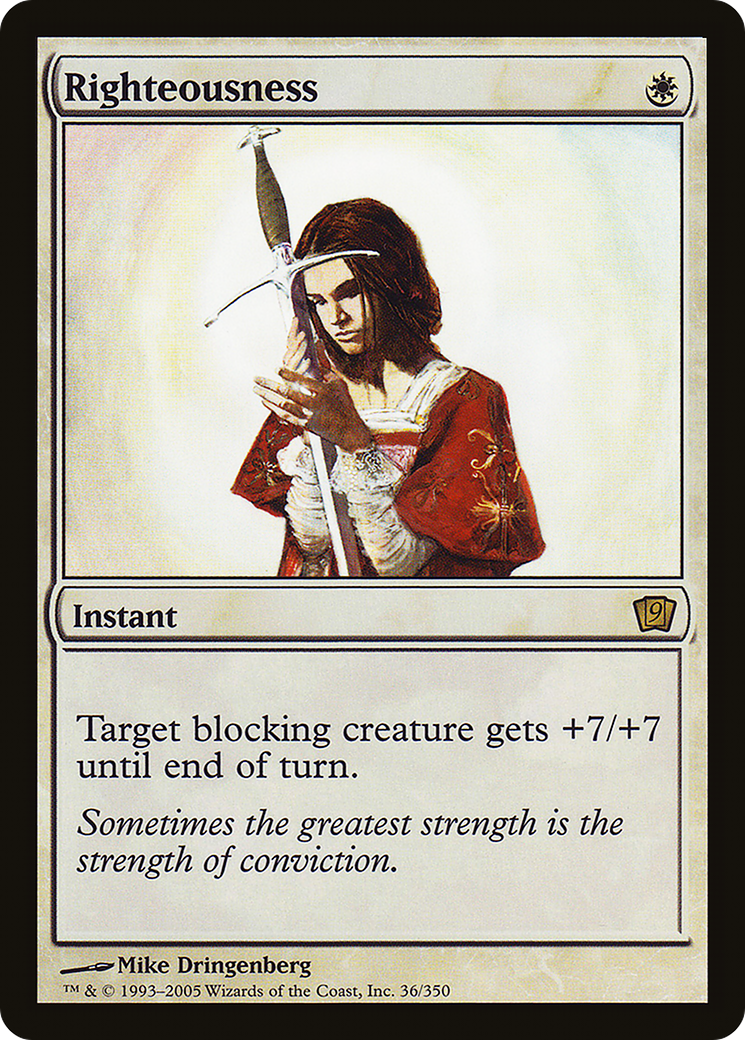 Righteousness
Instant
9
Target blocking creature gets +7/+7
until end of turn.
Sometimes the greatest strength is the
strength of conviction.
Mike Dringenberg
™ & © 1993–2005 Wizards of the Coast, Inc. 36/350